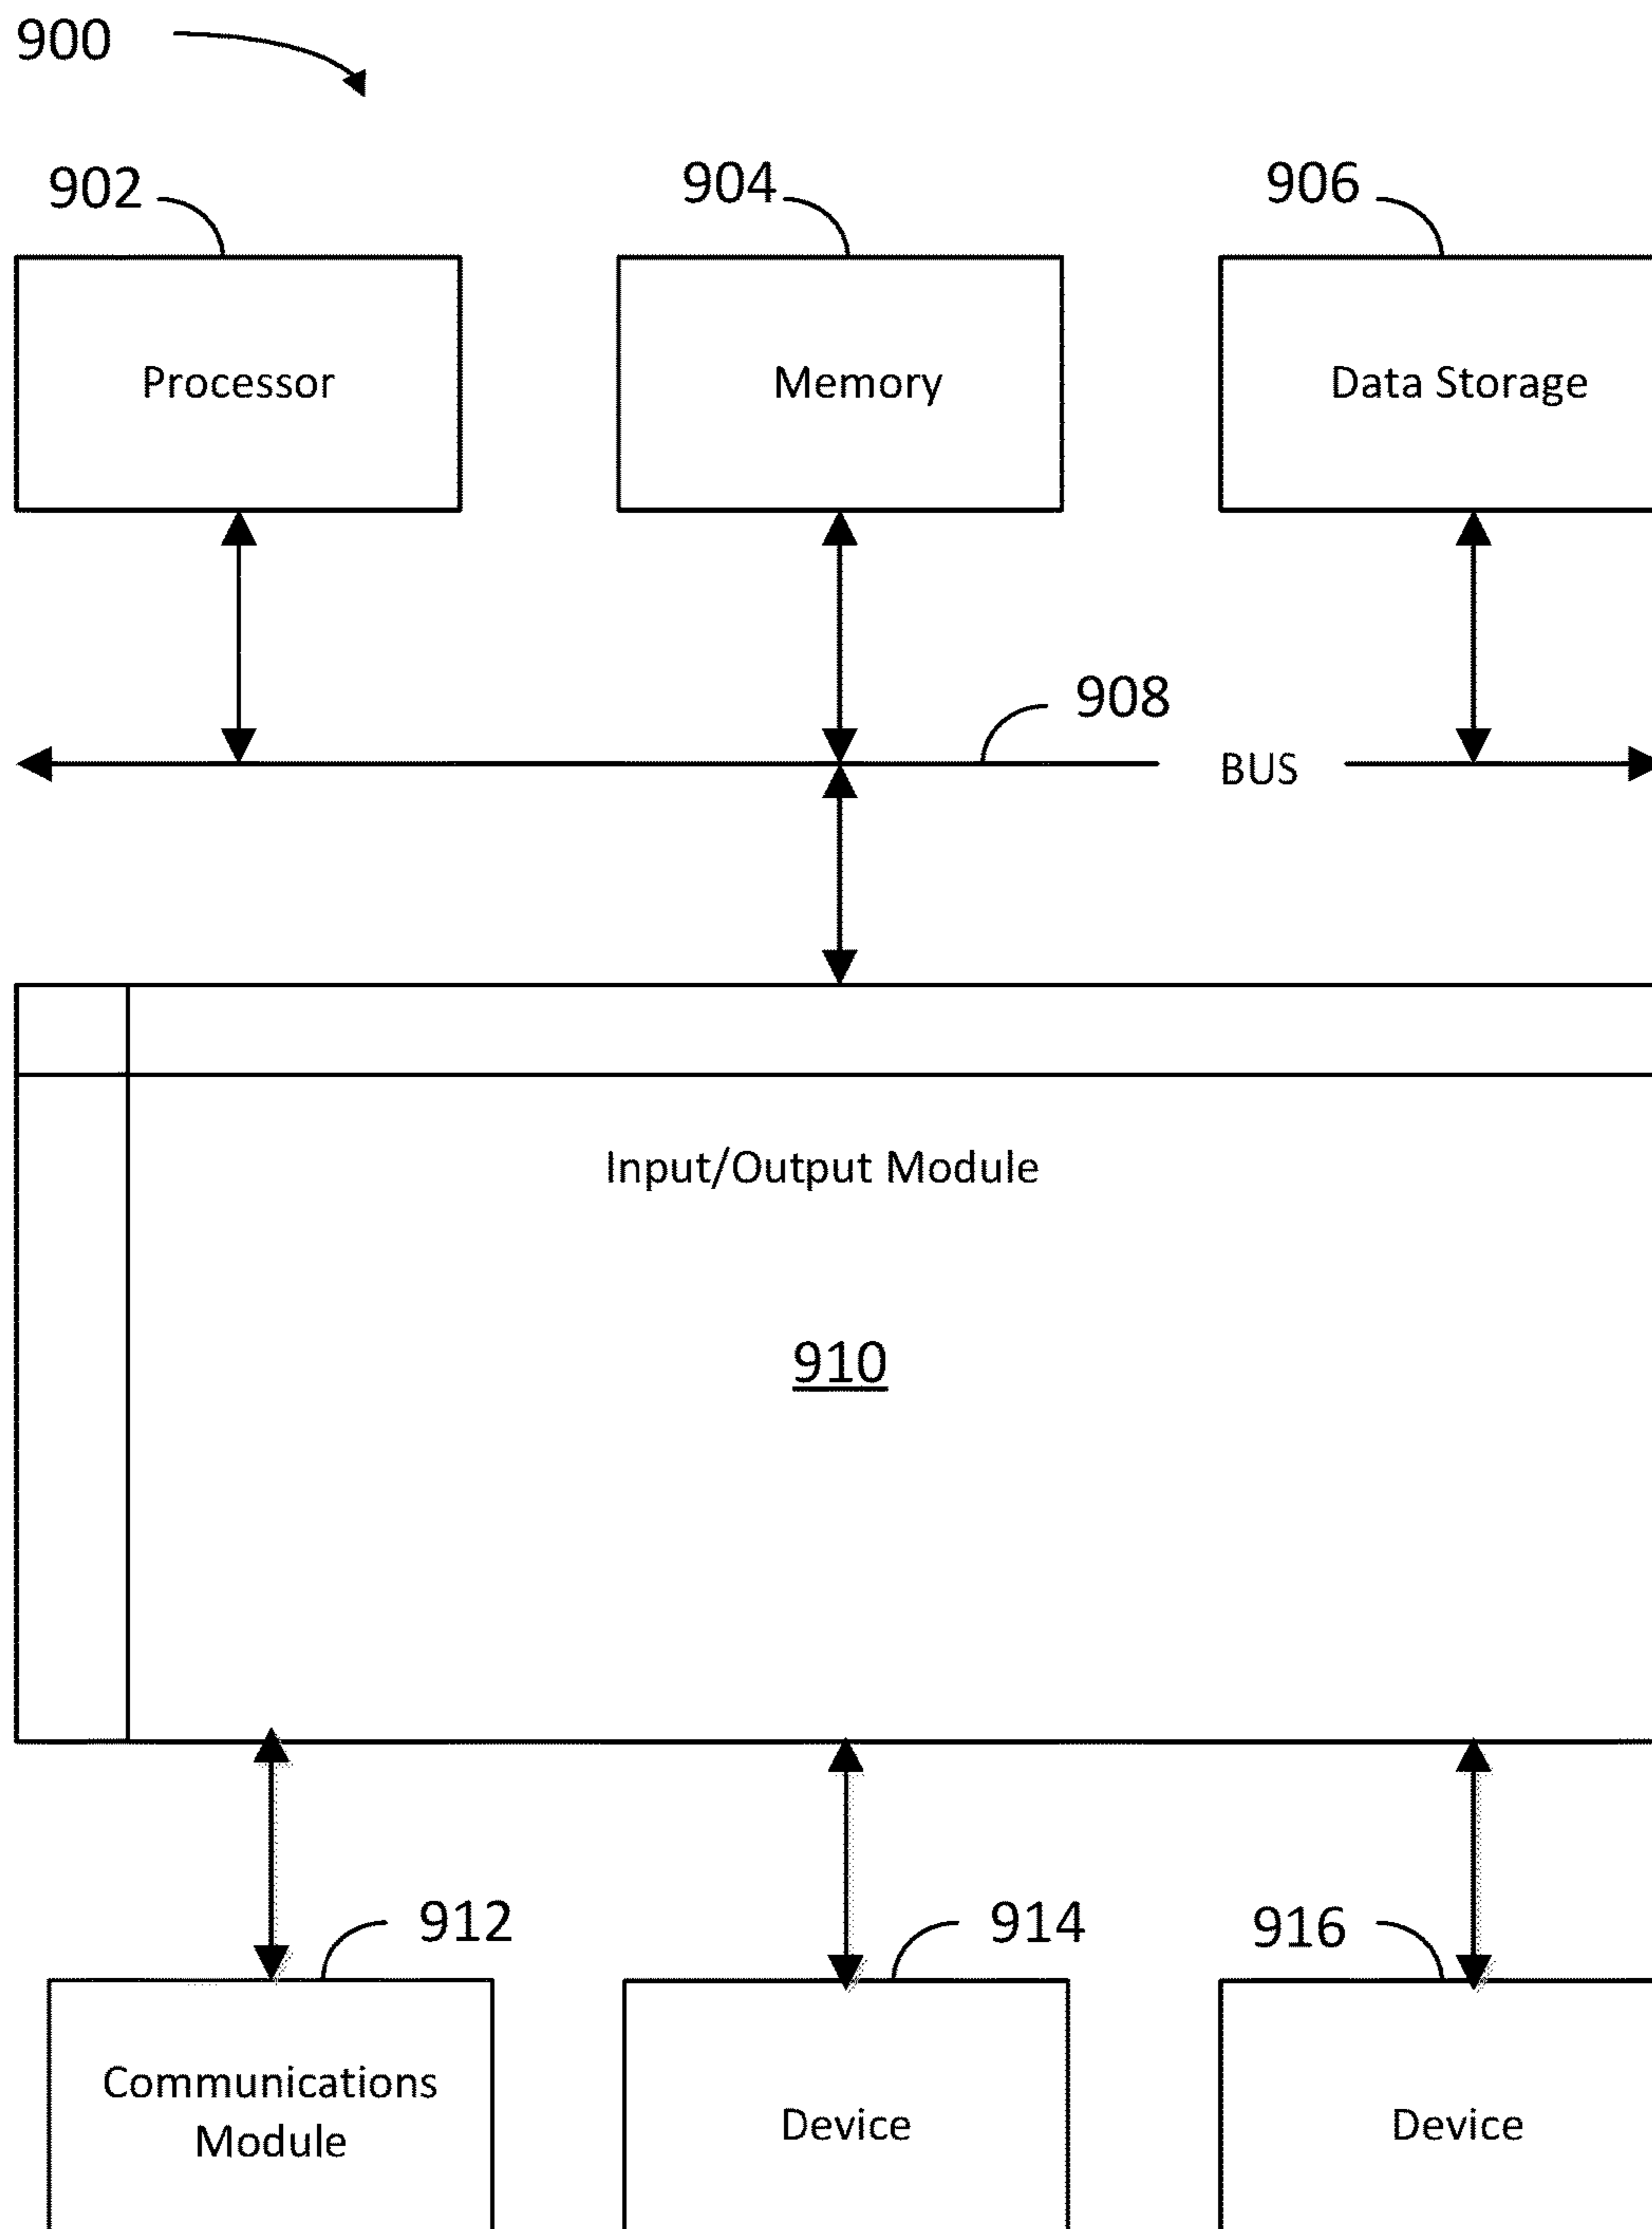 900
902
904
906
Processor
Memory
Data Storage
908
BUS
Input/Output Module
910
912
914
916
Communications
Module
Device
Device